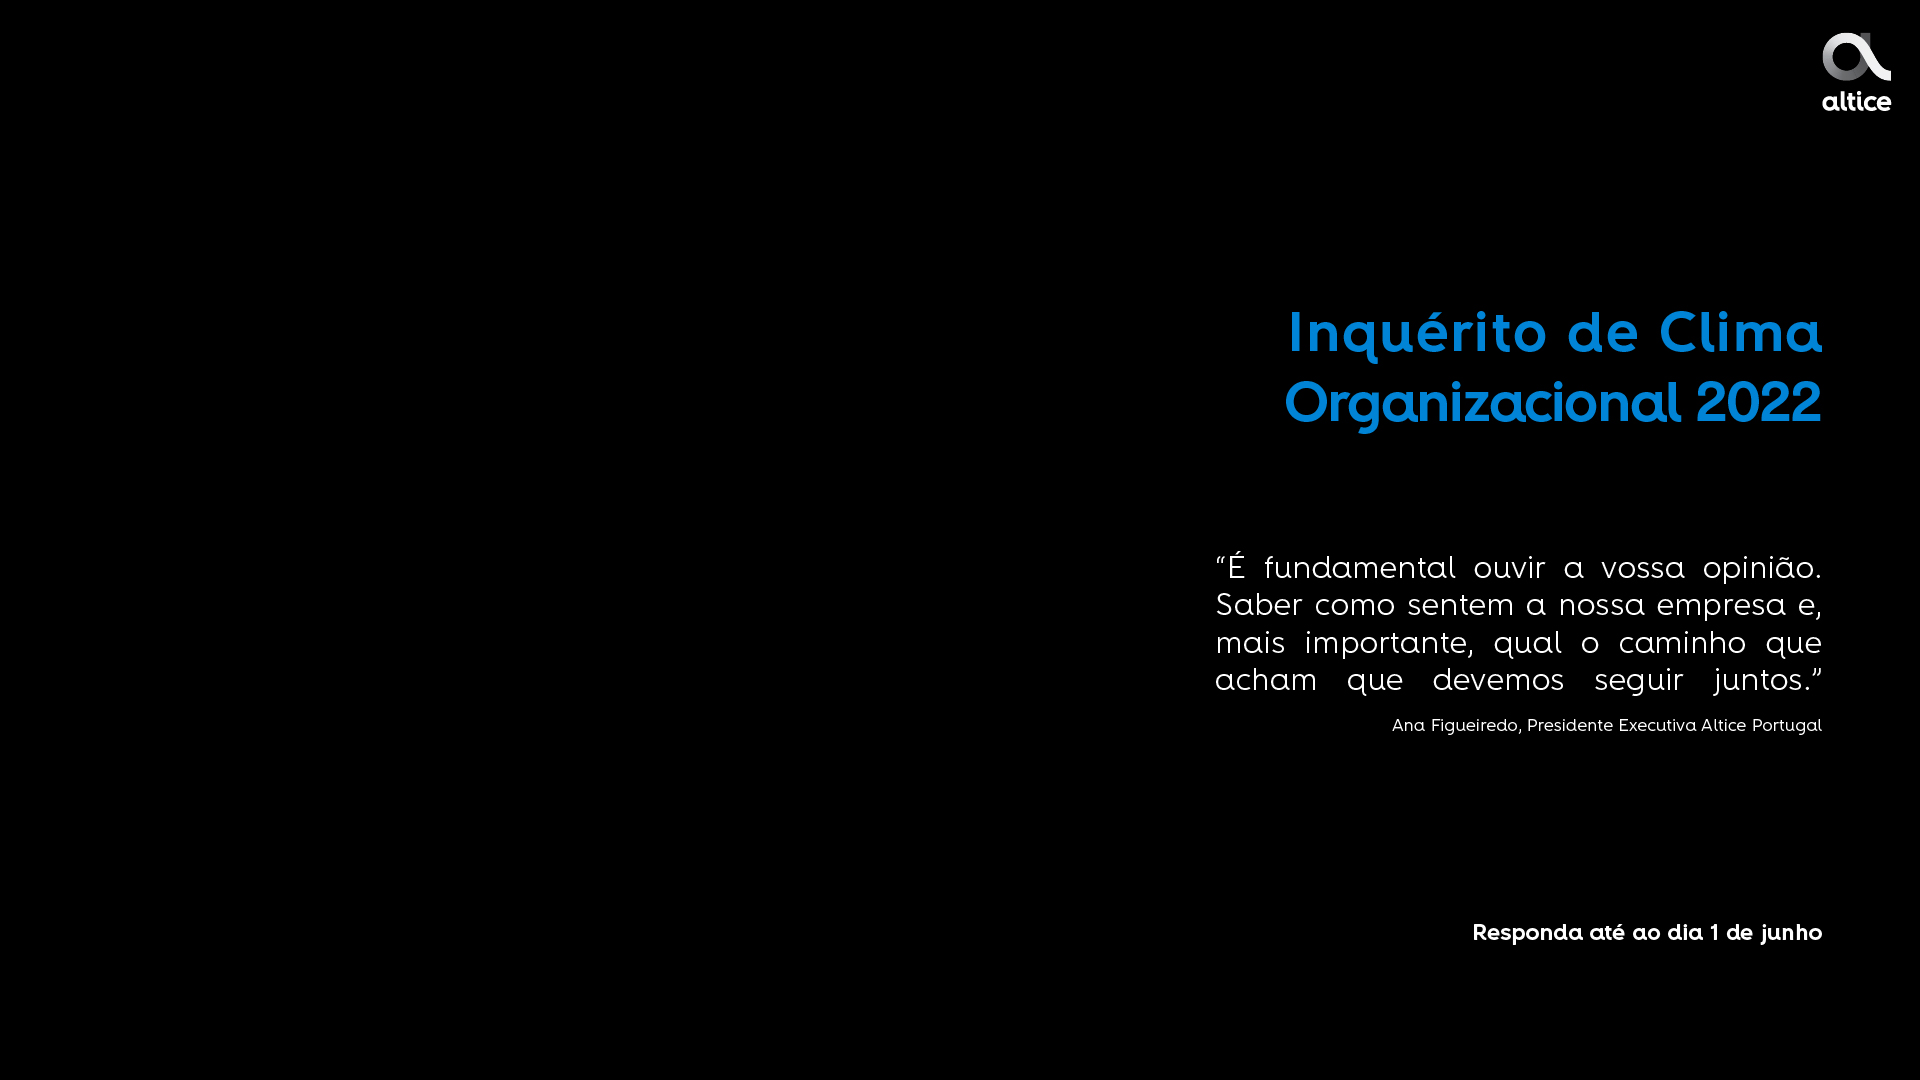 altice
Inquérito de Clima
Organizacional 2022
“É fundamental ouvir a vossa opinião.
Saber como sentem a nossa empresa e,
mais importante, qual o caminho que
acham que devemos seguir juntos.”
Ana Figueiredo, Presidente Executiva Altice Portugal
Responda até ao dia 1 de junho